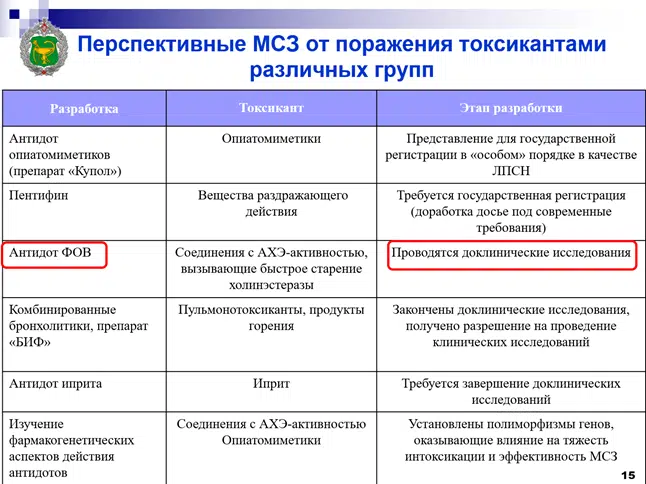 Перспективные МСЗ от поражения токсикантами
различных групп
Разработка
Токсикант
Этап разработки
Антидот
опиатомиметиков
(препарат «Купол»)
Опиатомиметики
Представление для государственной
регистрации в «особом» порядке в качестве
ЛПСН
Пентифин
Вещества раздражающего
действия
Требуется государственная регистрация
(доработка досье под современные
требования)
Антидот ФОВ
Соединения с АХЭ-активностью,
вызывающие быстрое старение
холинэстеразы
Проводятся доклинические исследования
Комбинированные
бронхолитики, препарат
«БИФ»
Пульмонотоксиканты, продукты
горения
Закончены доклинические исследования,
получено разрешение на проведение
клинических исследований
Антидот иприта
Иприт
Требуется завершение доклинических
исследований
Изучение
фармакогенетических
аспектов действия
антидотов
Соединения с АХЭ-активностью
Опиатомиметики
Установлены полиморфизмы генов,
оказывающие влияние на тяжесть
интоксикации и эффективность МСЗ
15